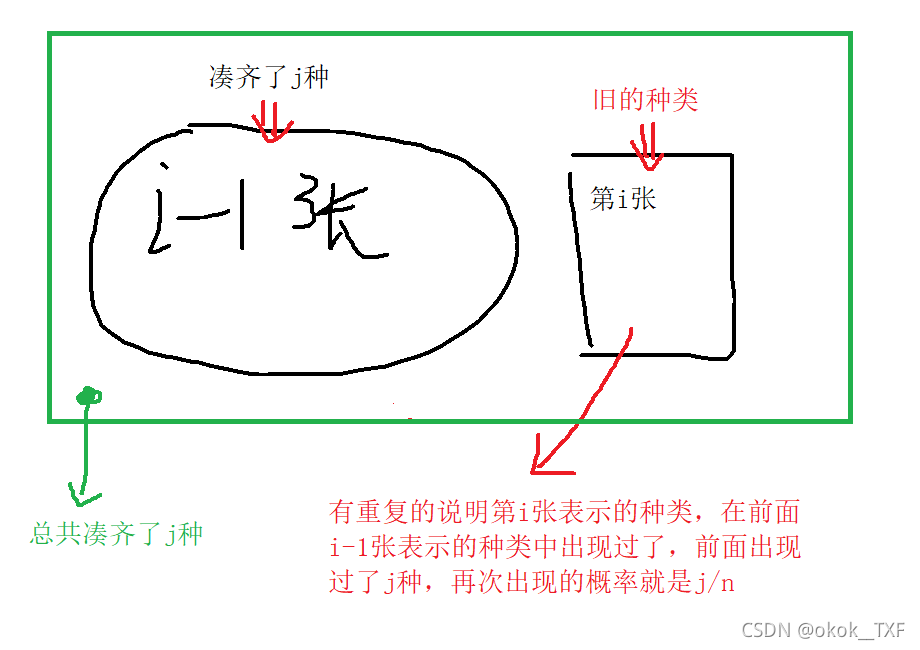 凑齐了j种
旧的种类
i-1 张
第i张
总共凑齐了j种
有重复的说明第i张表示的种类，在前面
i-1张表示的种类中出现过了，前面出现
过了j种，再次出现的概率就是j/n
CSDN @okok__TXF